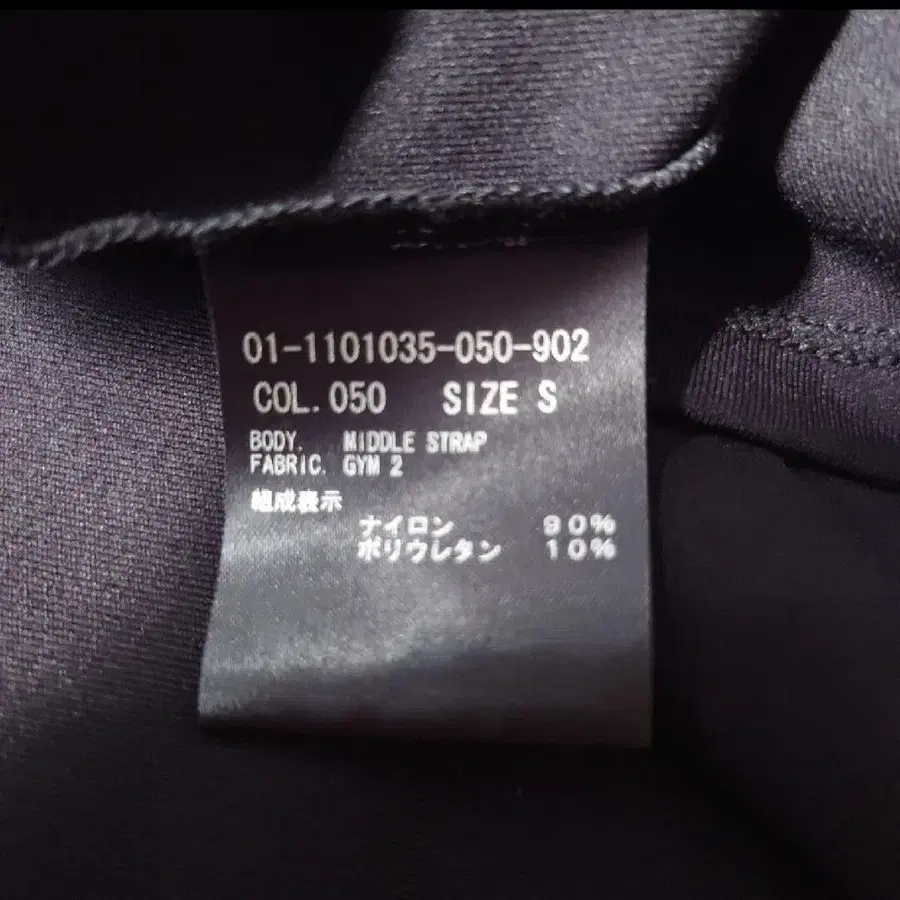 01-1101035-050-902
COL.050 SIZE S
BODY. MIDDLE STRAP
FABRIC. GYM 2
組成表示
ナイロン 90%
ポリウレタン 10%